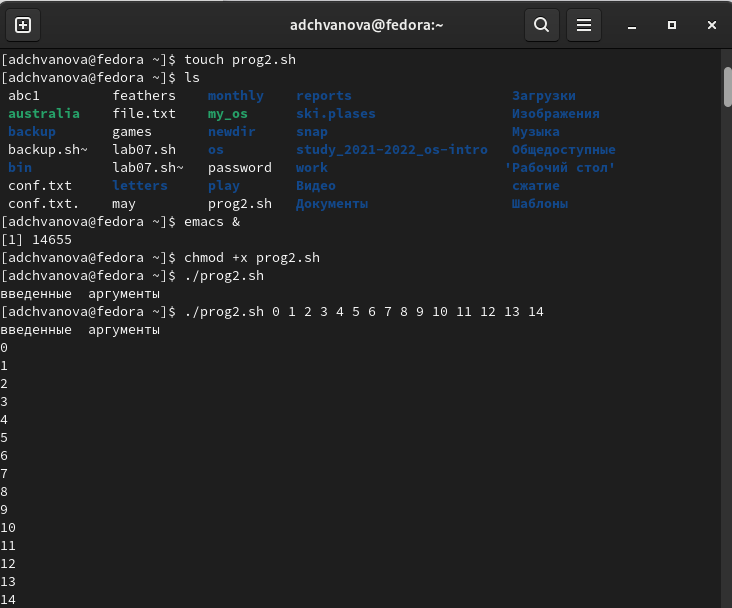 adchvanova@fedora:~
[adchvanova@fedora ~]$ touch prog2.sh
[adchvanova@fedora ~]$ ls
abc1 feathers monthly reports Загрузки
australia file.txt my_os ski.plases Изображения
backup games newdir snap Музыка
backup.sh~ lab07.sh os study_2021-2022_os-intro Общедоступные
bin lab07.sh~ password work 'Рабочий стол'
conf.txt letters play Видео сжатие
conf.txt. may prog2.sh Документы Шаблоны
[adchvanova@fedora ~]$ emacs &
[1] 14655
[adchvanova@fedora ~]$ chmod +x prog2.sh
[adchvanova@fedora ~]$ ./prog2.sh
введенные  аргументы
[adchvanova@fedora ~]$ ./prog2.sh 0 1 2 3 4 5 6 7 8 9 10 11 12 13 14
введенные  аргументы
0
1
2
3
4
5
6
7
8
9
10
11
12
13
14